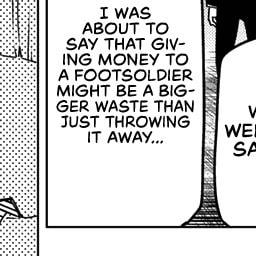 I WAS
ABOUT TO
SAY THAT GIV-
ING MONEY TO
A FOOTSOLDIER
MIGHT BE A BIG-
GER WASTE THAN
JUST THROWING
IT AWAY...